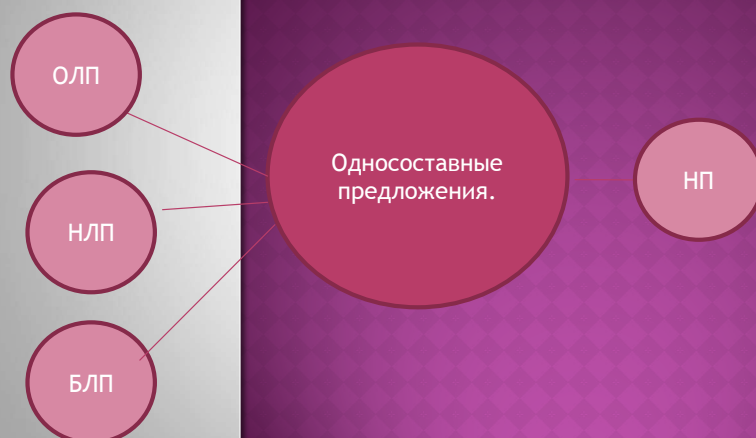 ОЛП
НЛП
БЛП
Односоставные
предложения.
НП